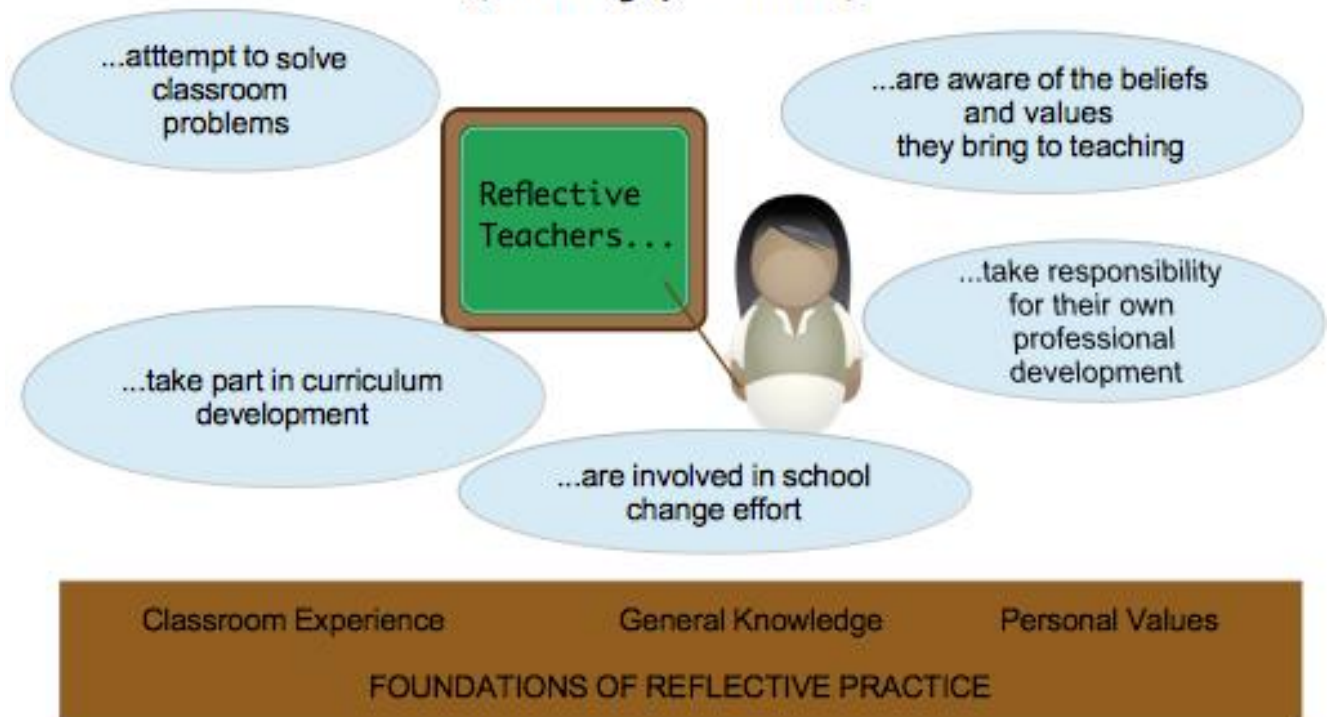 ...atttempt to solve
classroom
problems
...are aware of the beliefs
and values
they bring to teaching
Reflective
Teachers...
...take responsibility
for their own
professional
development
...take part in curriculum
development
...are involved in school
change effort
Classroom Experience
General Knowledge
Personal Values
FOUNDATIONS OF REFLECTIVE PRACTICE